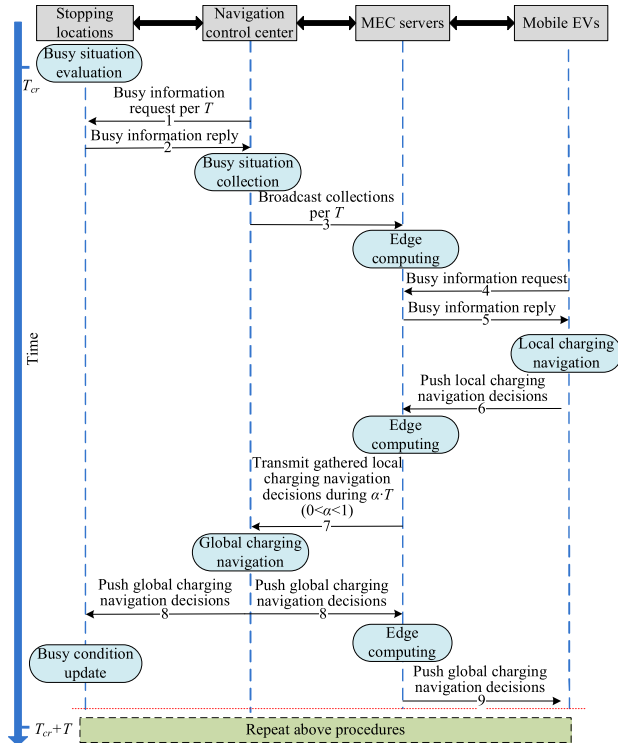 Stopping
locations
Navigation
control center
MEC servers
Mobile EVs
Busy situation
evaluation
T_cr
Busy information
request per T
1
Busy information reply
2
Busy situation
collection
Broadcast collections
per T
3
Edge
computing
Busy information request
4
Busy information reply
5
Time
Local charging
navigation
Push local charging
navigation decisions
6
Edge
computing
Transmit gathered local
charging navigation
decisions during α·T
(0<α<1)
7
Global charging
navigation
Push global charging
navigation decisions
8
Push global charging
navigation decisions
8
Edge
computing
Busy condition
update
Push global charging
navigation decisions
9
T_cr+T
Repeat above procedures